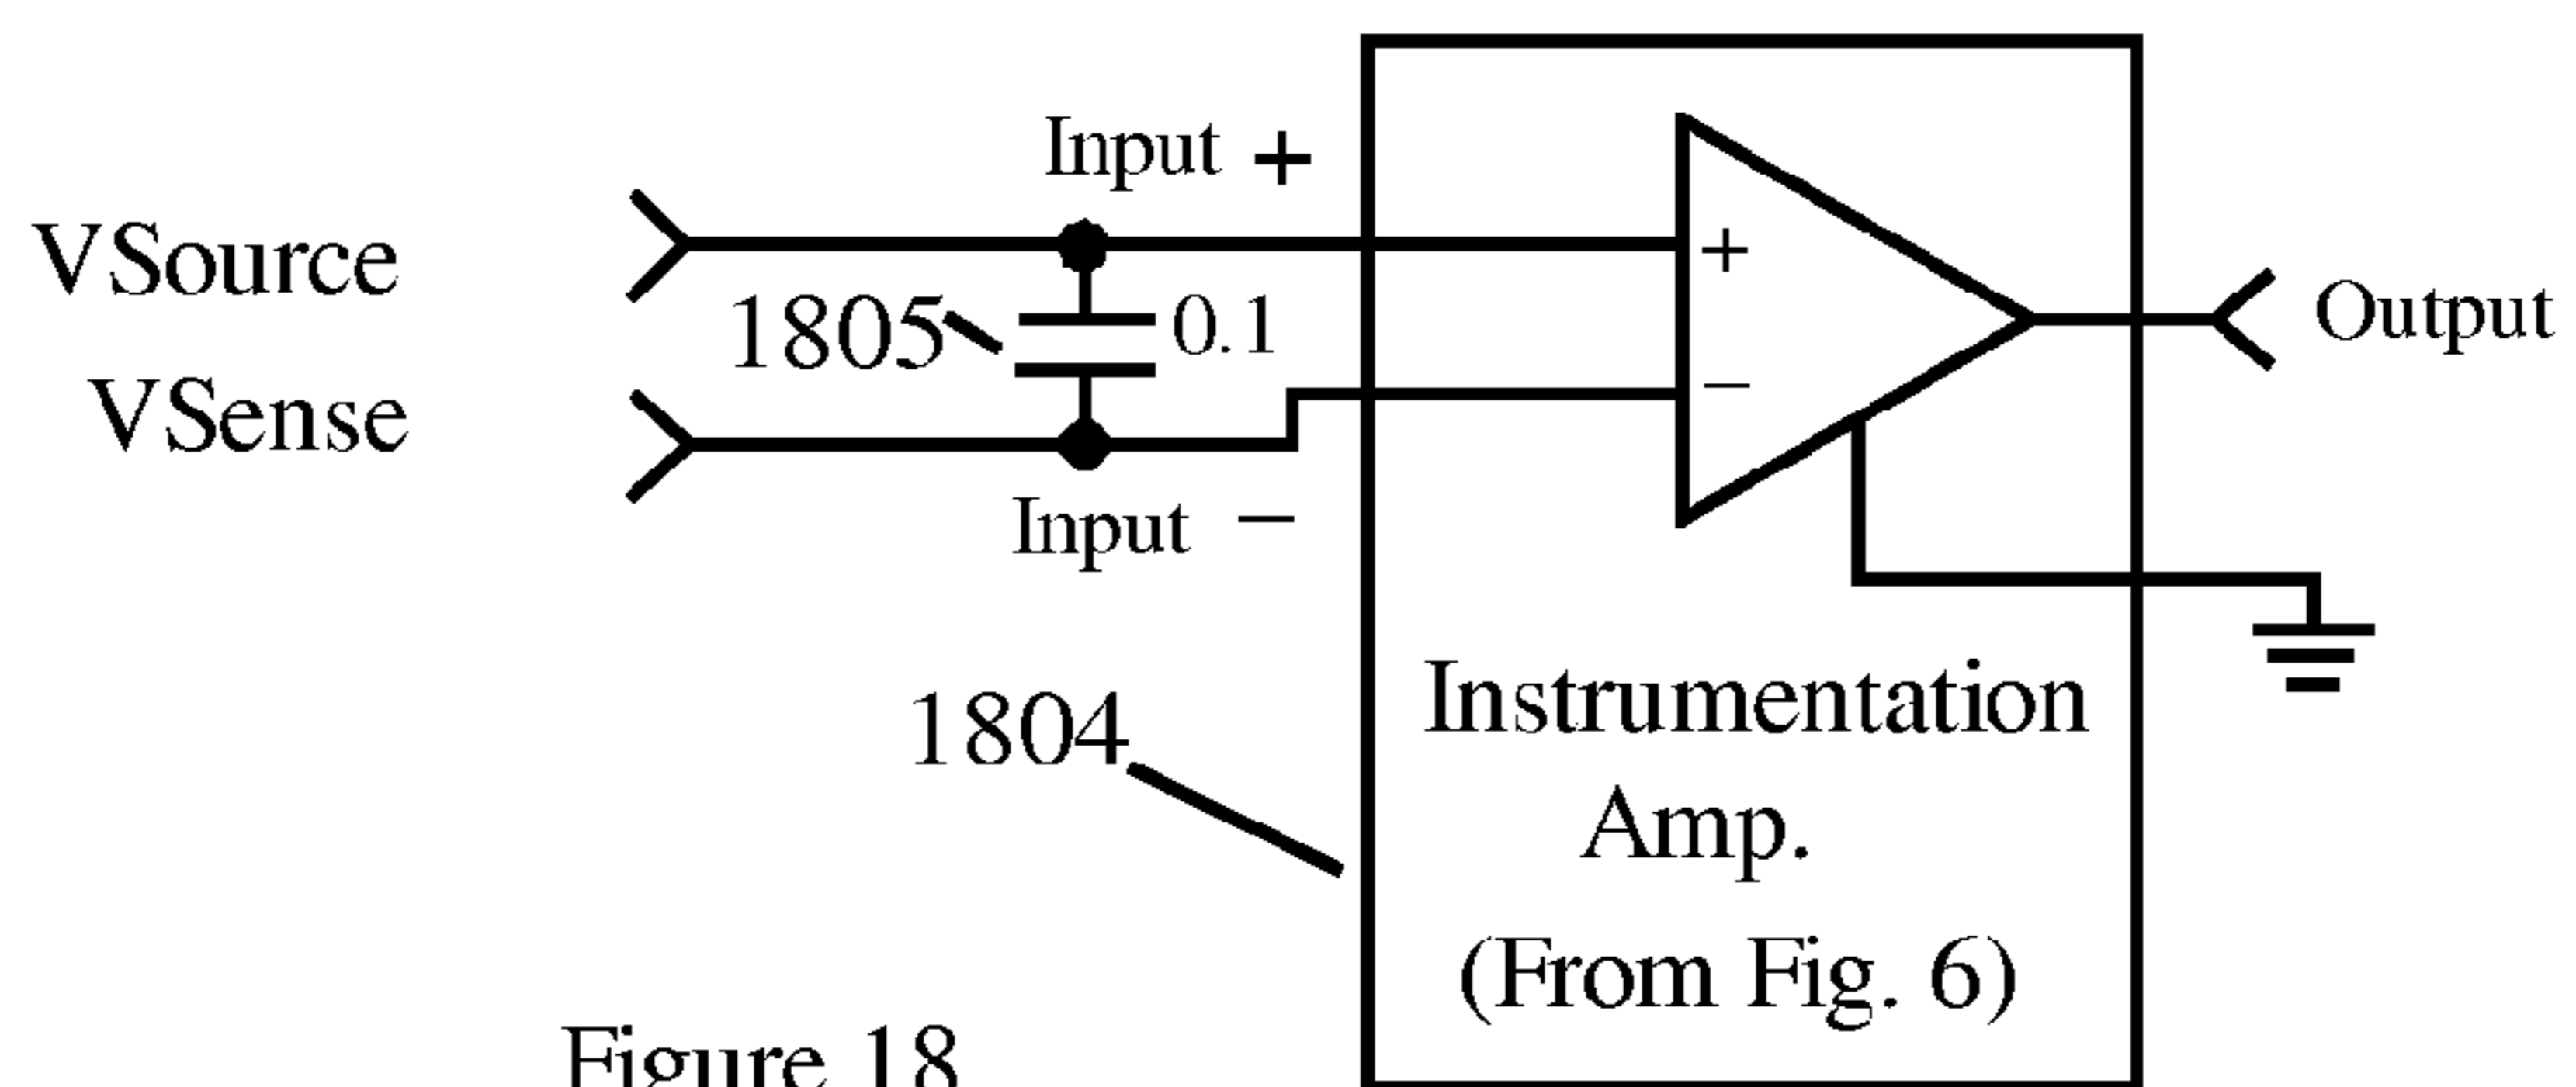 Input +
VSource
1805
0.1
VSense
Input −
+
−
Output
1804
Instrumentation
Amp.
(From Fig. 6)
Figure 18